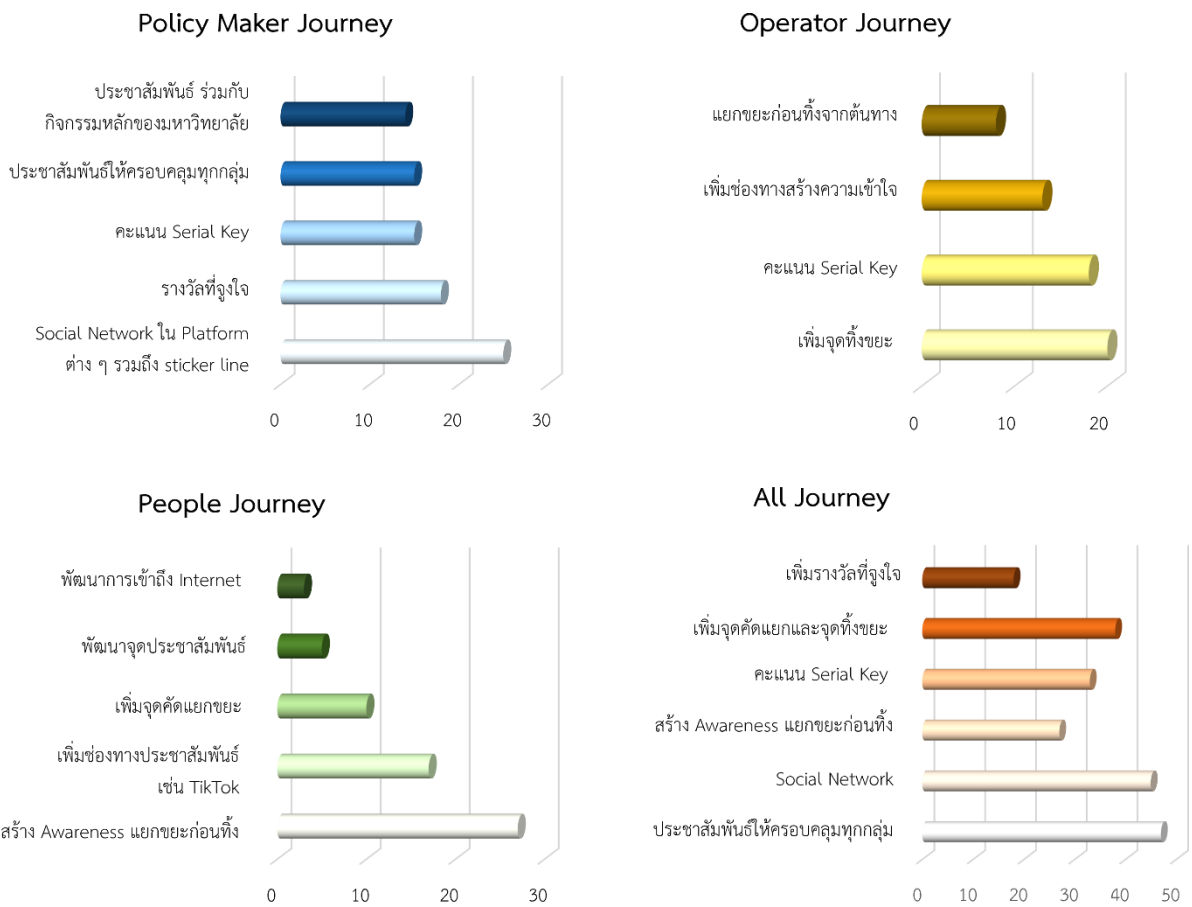 Policy Maker Journey
ประชาสัมพันธ์ ร่วมกับ
กิจกรรมหลักของมหาวิทยาลัย
ประชาสัมพันธ์ให้ครอบคลุมทุกกลุ่ม
คะแนน Serial Key
รางวัลที่จูงใจ
Social Network ใน Platform
ต่าง ๆ รวมถึง sticker line
0 10 20 30
Operator Journey
แยกขยะก่อนทิ้งจากต้นทาง
เพิ่มช่องทางสร้างความเข้าใจ
คะแนน Serial Key
เพิ่มจุดทิ้งขยะ
0 10 20
People Journey
พัฒนาการเข้าถึง Internet
พัฒนาจุดประชาสัมพันธ์
เพิ่มจุดคัดแยกขยะ
เพิ่มช่องทางประชาสัมพันธ์
เช่น TikTok
สร้าง Awareness แยกขยะก่อนทิ้ง
0 10 20 30
All Journey
เพิ่มรางวัลที่จูงใจ
เพิ่มจุดคัดแยกและจุดทิ้งขยะ
คะแนน Serial Key
สร้าง Awareness แยกขยะก่อนทิ้ง
Social Network
ประชาสัมพันธ์ให้ครอบคลุมทุกกลุ่ม
0 10 20 30 40 50